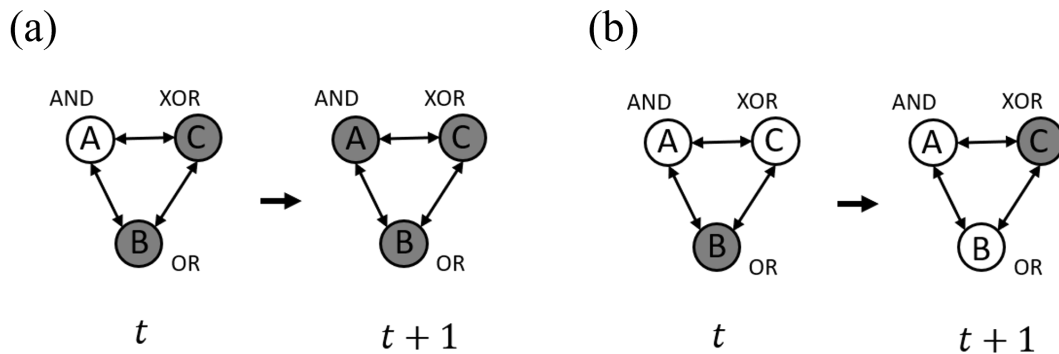 (a)
(b)
AND XOR AND XOR
A C A C
B OR B OR
t t + 1
AND XOR AND XOR
A C A C
B OR B OR
t t + 1